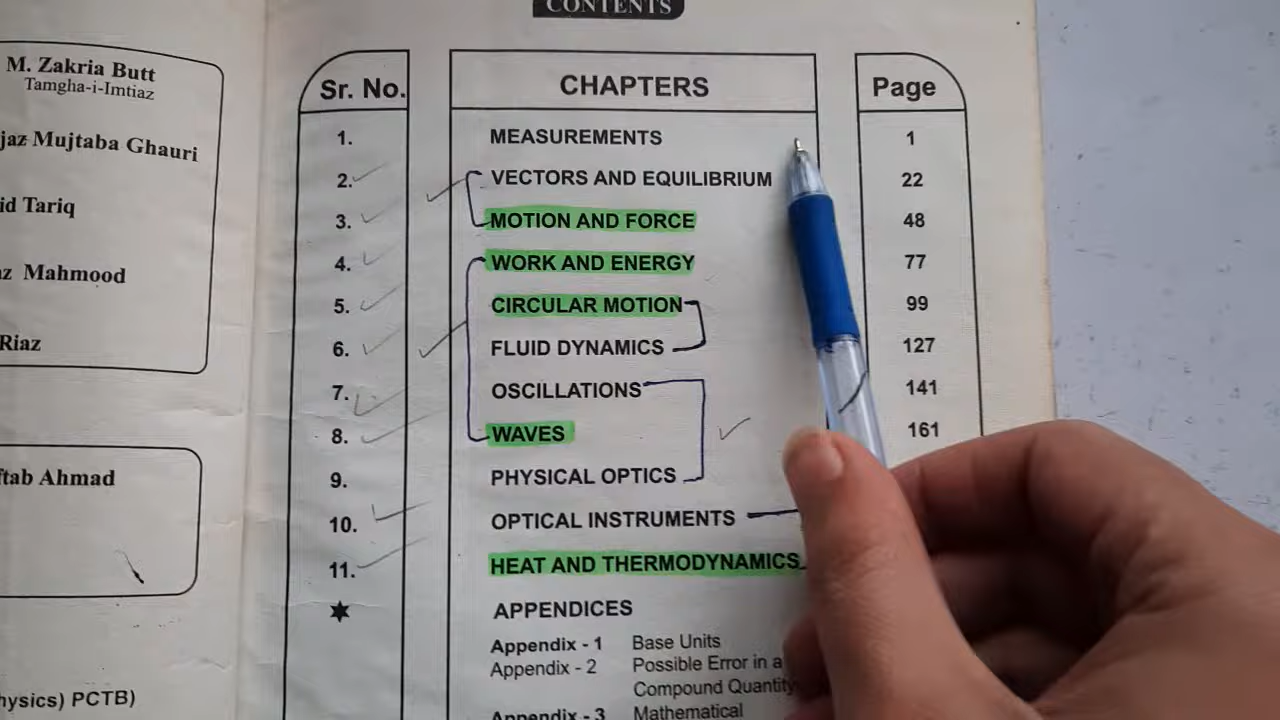 CONTENTS
M. Zakria Butt
Tamgha-i-Imtiaz
jaz Mujtaba Ghauri
id Tariq
az Mahmood
Riaz
ftab Ahmad
hysics) PCTB)
Sr. No. CHAPTERS Page
1. MEASUREMENTS 1
2. VECTORS AND EQUILIBRIUM 22
3. MOTION AND FORCE 48
4. WORK AND ENERGY 77
5. CIRCULAR MOTION 99
6. FLUID DYNAMICS 127
7. OSCILLATIONS 141
8. WAVES 161
9. PHYSICAL OPTICS
10. OPTICAL INSTRUMENTS
11. HEAT AND THERMODYNAMICS
★ APPENDICES
Appendix - 1 Base Units
Appendix - 2 Possible Error in a
Compound Quantity
Appendix - 3 Mathematical